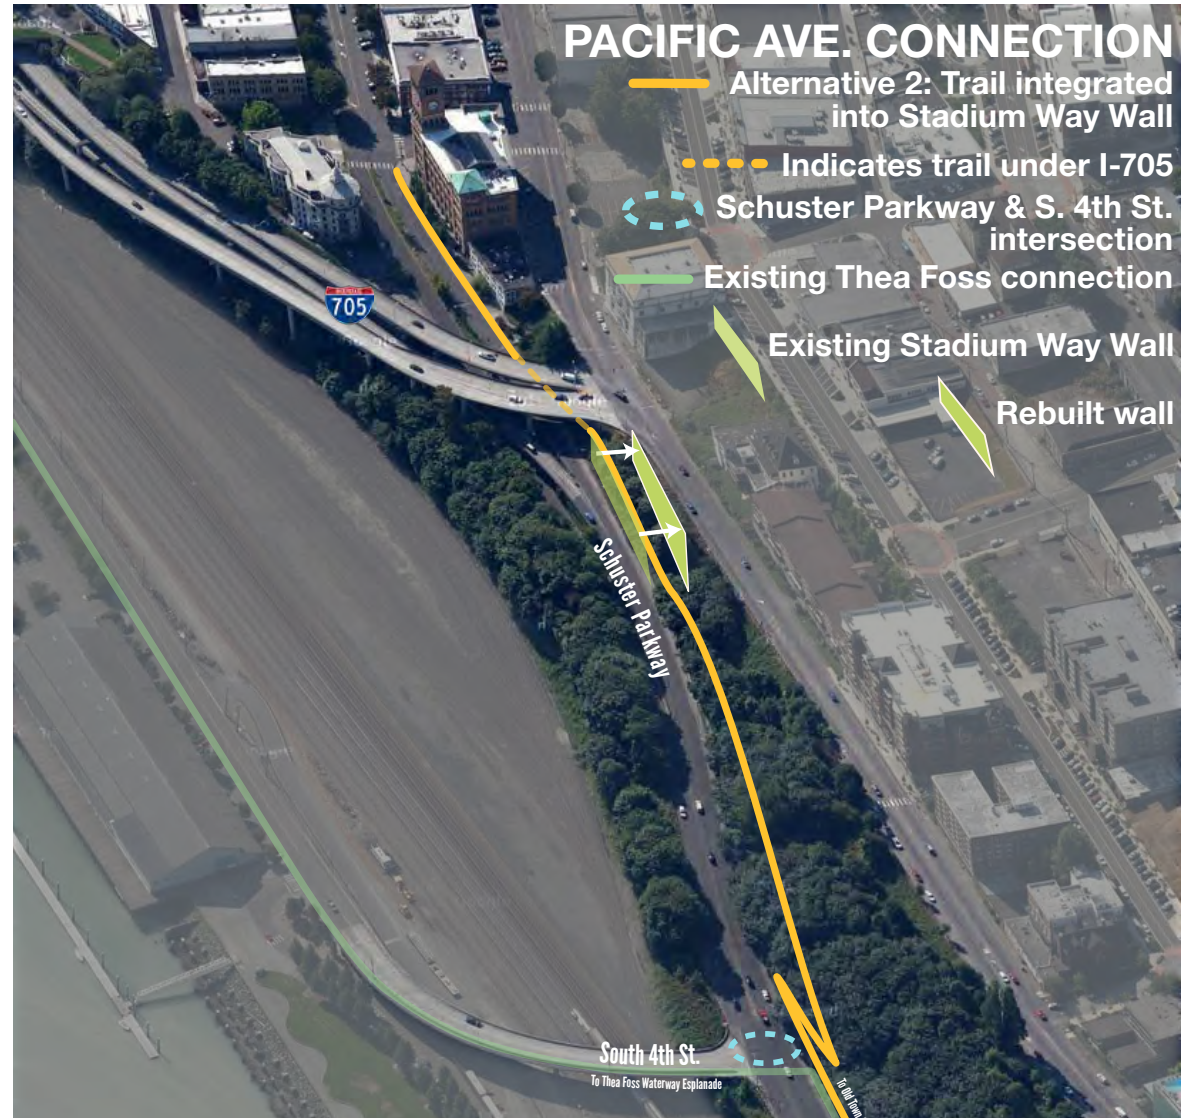 PACIFIC AVE. CONNECTION
Alternative 2: Trail integrated
into Stadium Way Wall
Indicates trail under I-705
Schuster Parkway & S. 4th St.
intersection
Existing Thea Foss connection
Existing Stadium Way Wall
Rebuilt wall
705
Schuster Parkway
South 4th St.
To Thea Foss Waterway Esplanade
To Old Town